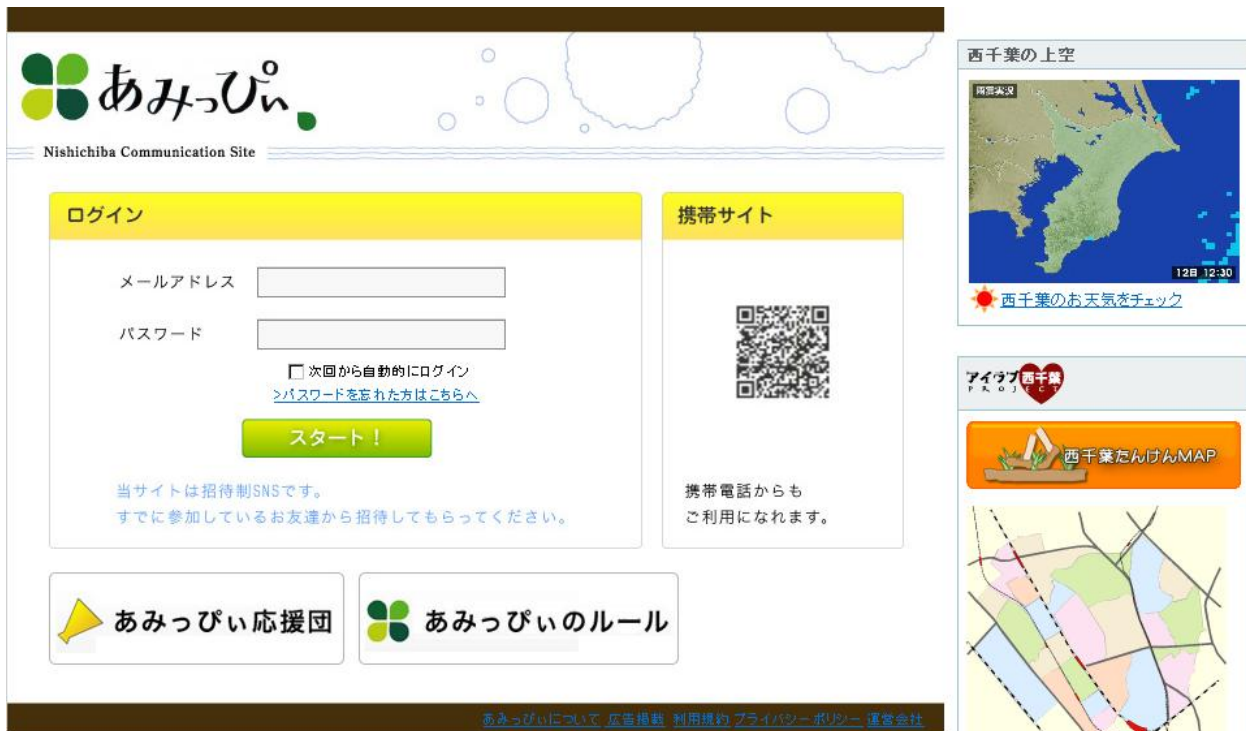 あみっぴぃ
Nishichiba Communication Site
ログイン
メールアドレス
パスワード
次回から自動的にログイン
>パスワードを忘れた方はこちらへ
スタート!
当サイトは招待制SNSです。
すでに参加しているお友達から招待してもらってください。
携帯サイト
携帯電話からも
ご利用になれます。
あみっぴぃ応援団
あみっぴぃのルール
あみっぴぃについて 広告掲載 利用規約 プライバシーポリシー 運営会社
西千葉の上空
雨雲実況
12日 12:30
西千葉のお天気をチェック
アイラブ西千葉
PROJECT
西千葉たんけんMAP